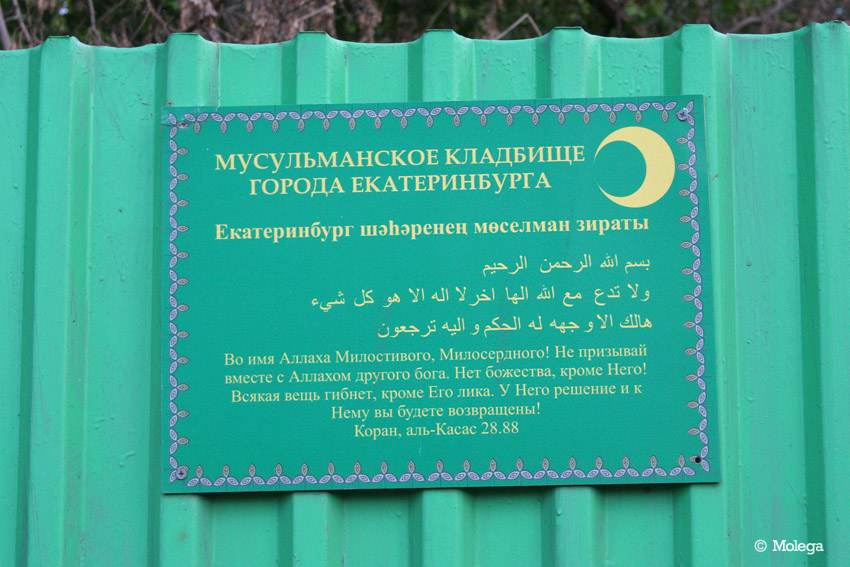 МУСУЛЬМАНСКОЕ КЛАДБИЩЕ
ГОРОДА ЕКАТЕРИНБУРГА
Екатеринбург шәһәренең мөселман зираты
بسم الله الرحمن الرحيم
ولا تدع مع الله الها اخرلا اله الا هو كل شيء
هالك الا وجهه له الحكم و اليه ترجعون
Во имя Аллаха Милостивого, Милосердного! Не призывай
вместе с Аллахом другого бога. Нет божества, кроме Него!
Всякая вещь гибнет, кроме Его лика. У Него решение и к
Нему вы будете возвращены!
Коран, аль-Касас 28.88
© Molega